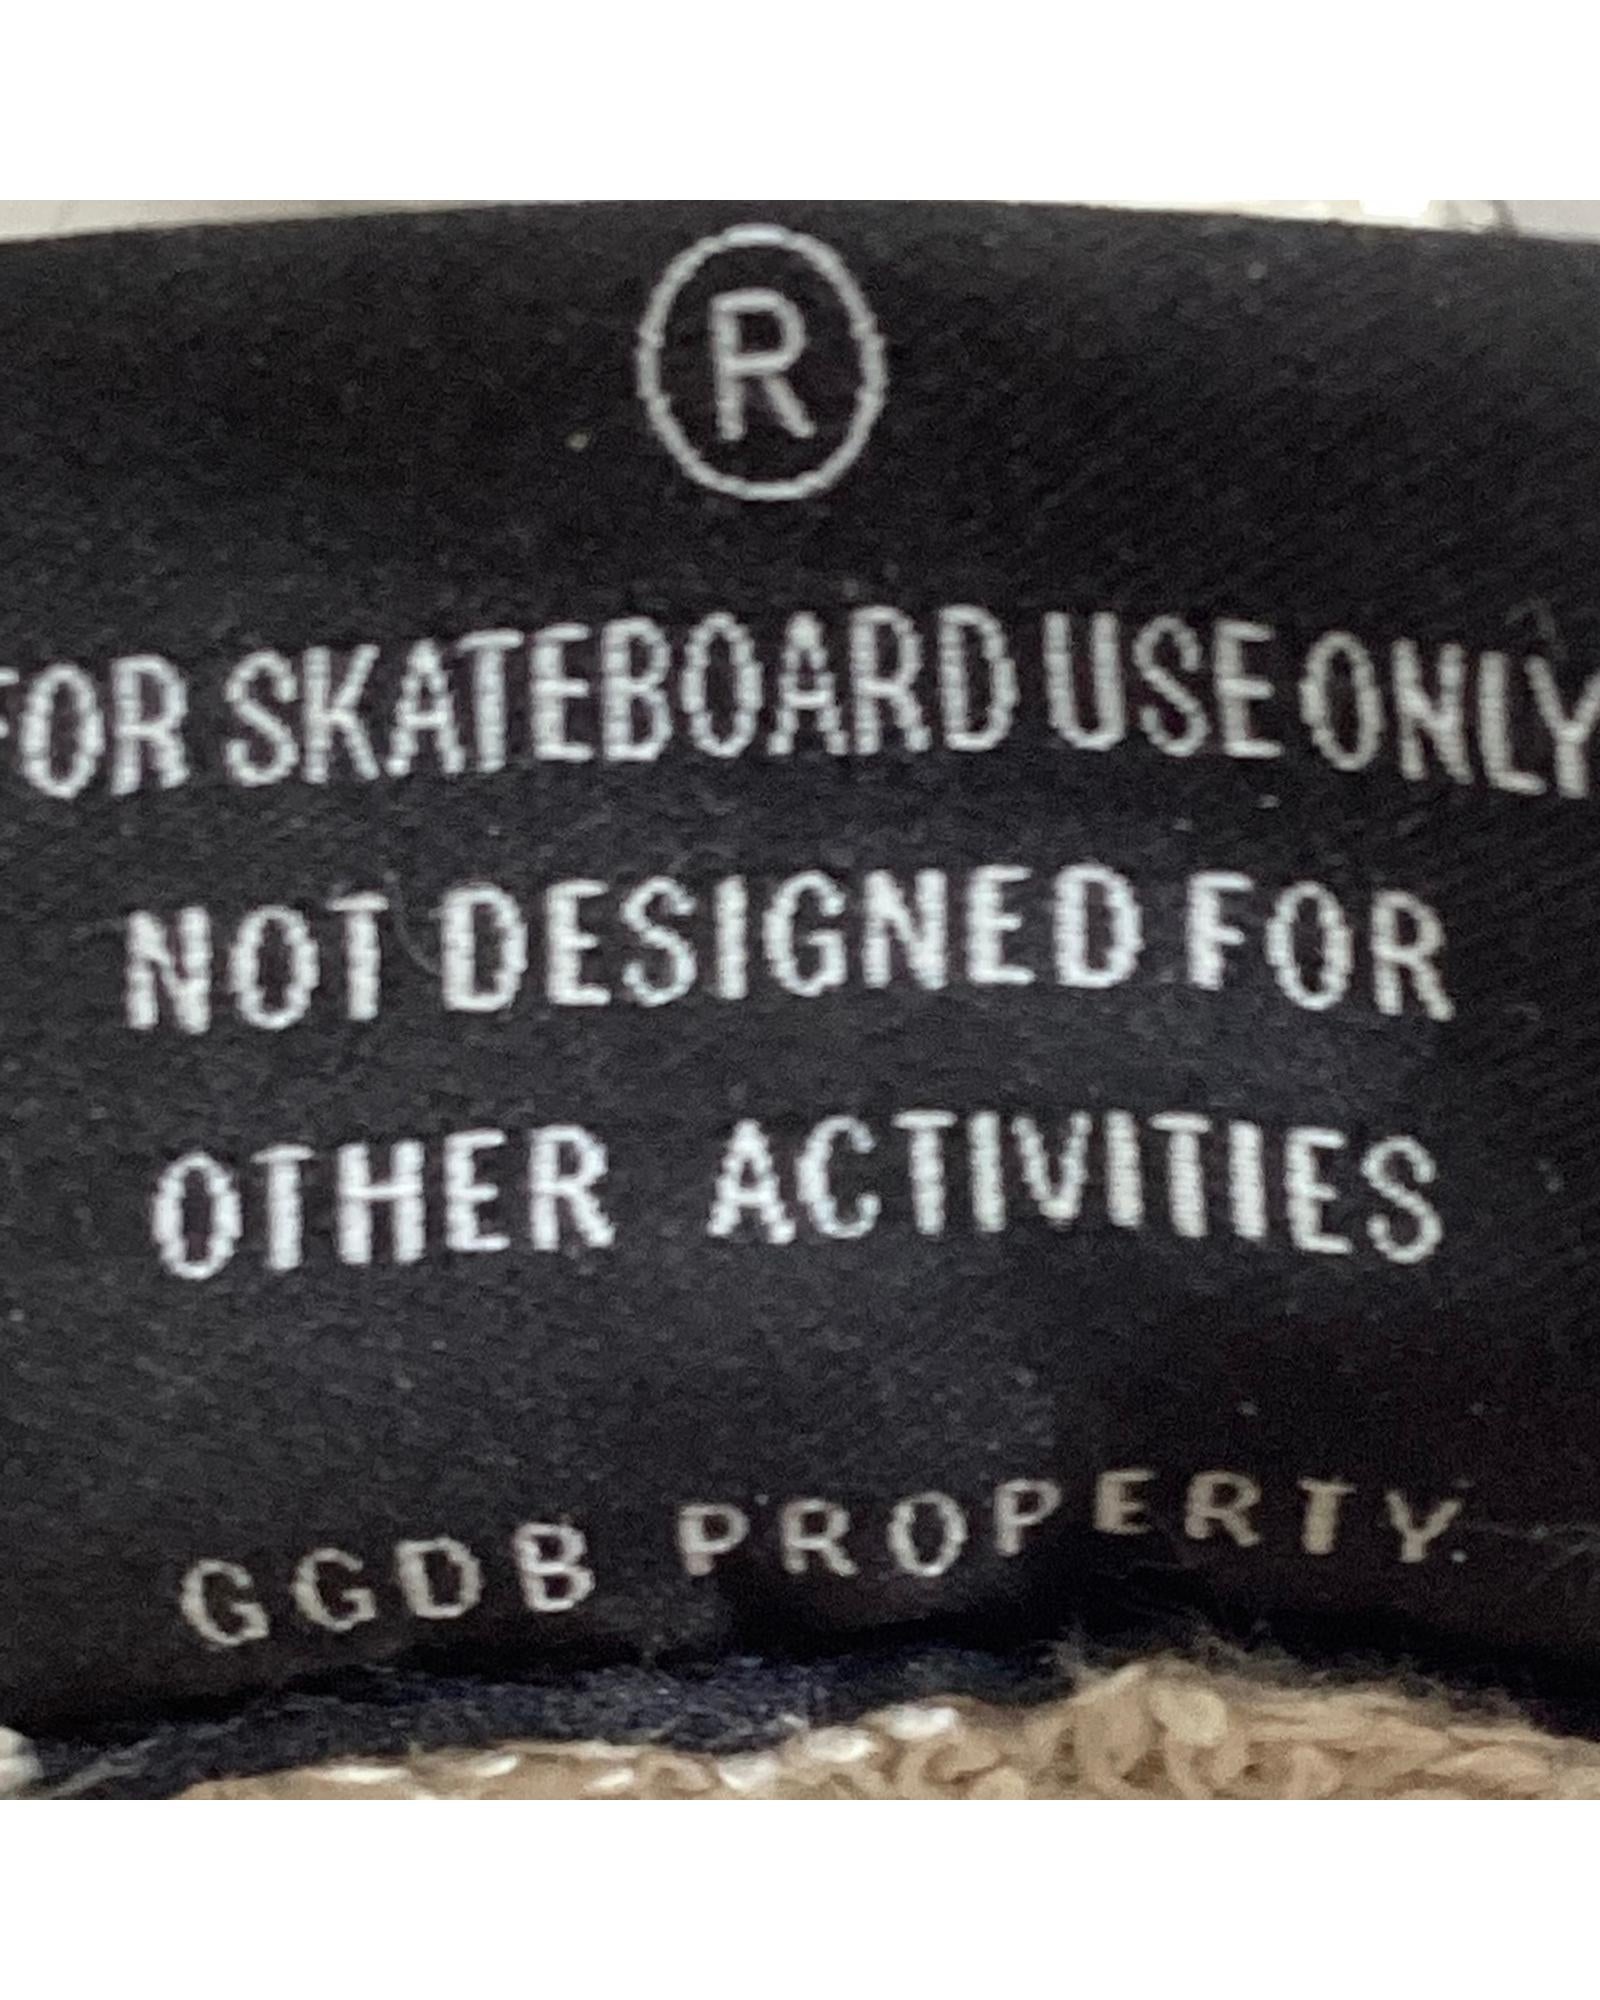 ®
FOR SKATEBOARD USE ONLY
NOT DESIGNED FOR
OTHER ACTIVITIES
GGDB PROPERTY.